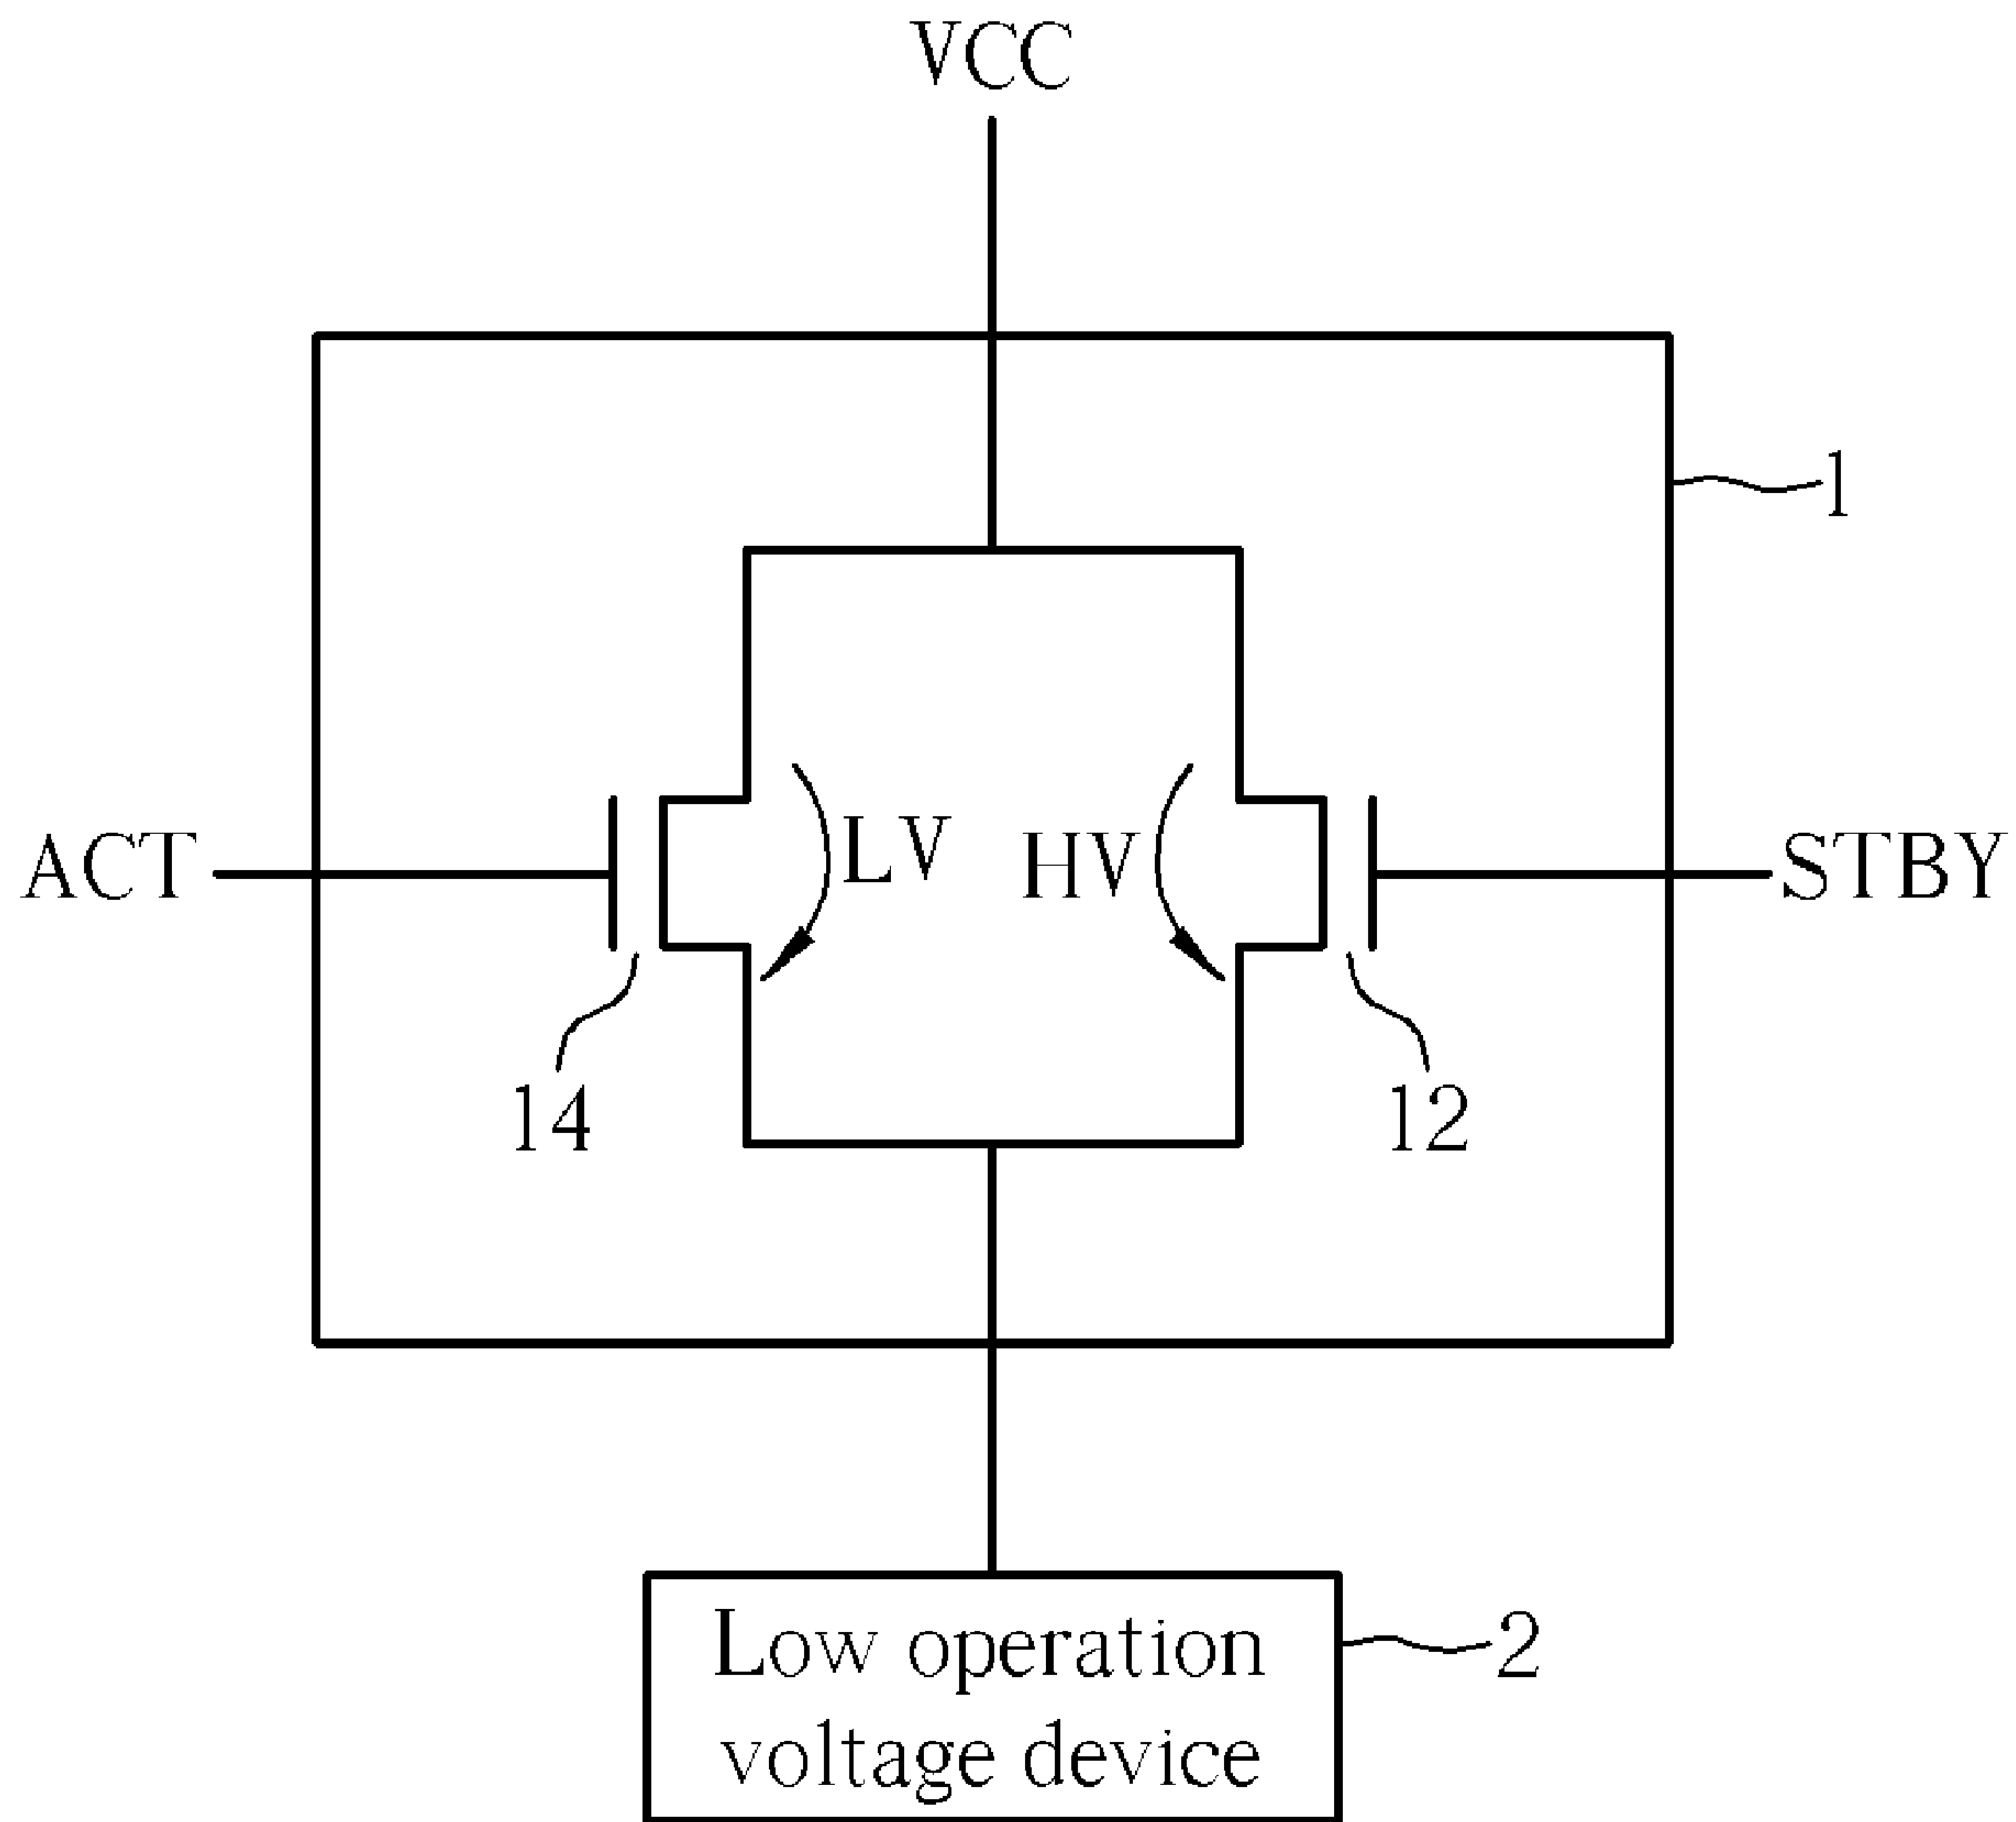 VCC
1
ACT
LV
HV
STBY
14
12
Low operation
voltage device
2